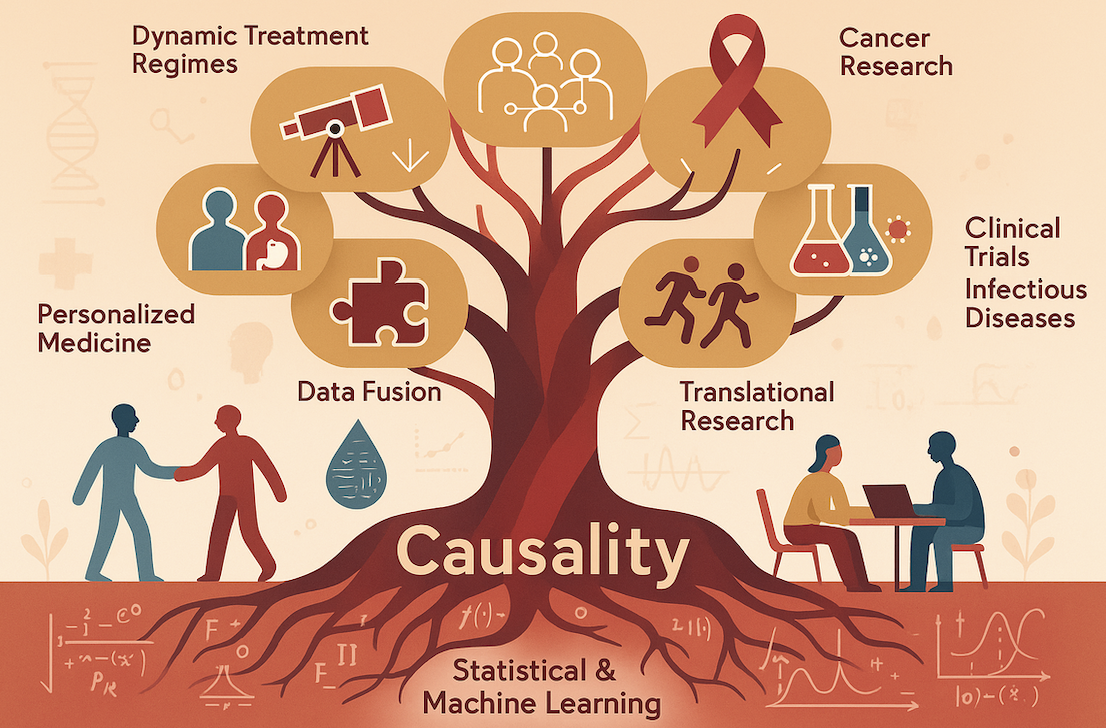 Dynamic Treatment
Regimes
Cancer
Research
Clinical
Trials
Infectious
Diseases
Personalized
Medicine
Data Fusion
Translational
Research
Causality
Statistical &
Machine Learning